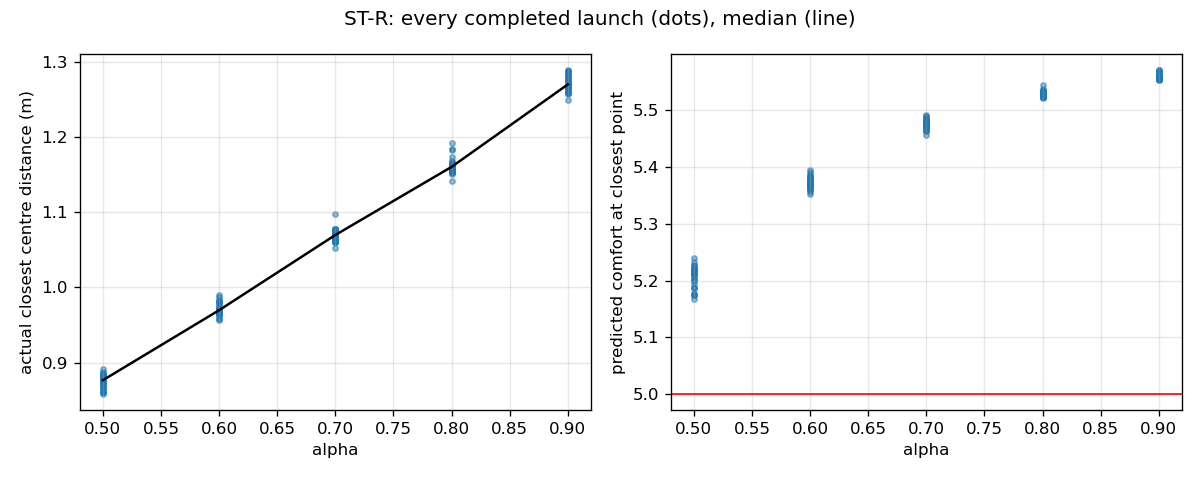 ST-R: every completed launch (dots), median (line)
actual closest centre distance (m)
1.3
1.2
1.1
1.0
0.9
0.50 0.55 0.60 0.65 0.70 0.75 0.80 0.85 0.90
alpha
predicted comfort at closest point
5.5
5.4
5.3
5.2
5.1
5.0
0.50 0.55 0.60 0.65 0.70 0.75 0.80 0.85 0.90
alpha